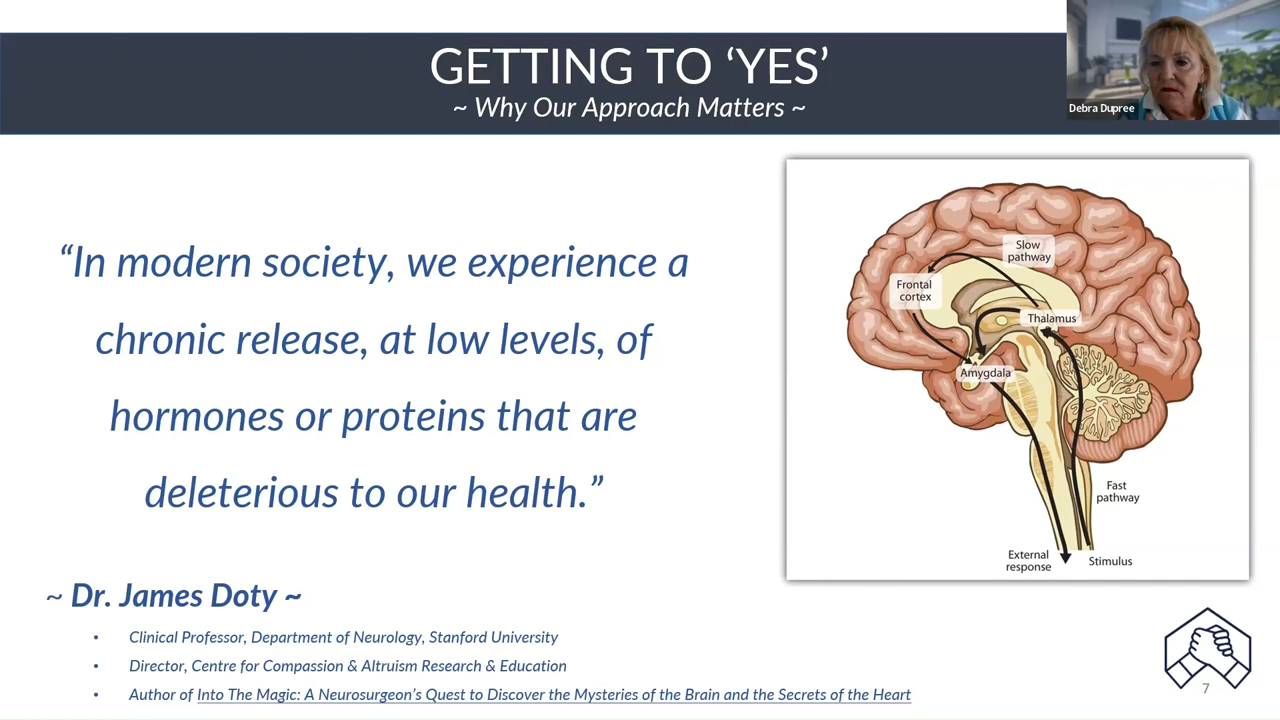 GETTING TO ‘YES’
~ Why Our Approach Matters ~
Debra Dupree
“In modern society, we experience a
chronic release, at low levels, of
hormones or proteins that are
deleterious to our health.”
~ Dr. James Doty ~
• Clinical Professor, Department of Neurology, Stanford University
• Director, Centre for Compassion & Altruism Research & Education
• Author of Into The Magic: A Neurosurgeon’s Quest to Discover the Mysteries of the Brain and the Secrets of the Heart
Slow
pathway
Frontal
cortex
Thalamus
Amygdala
Fast
pathway
External
response
Stimulus
7